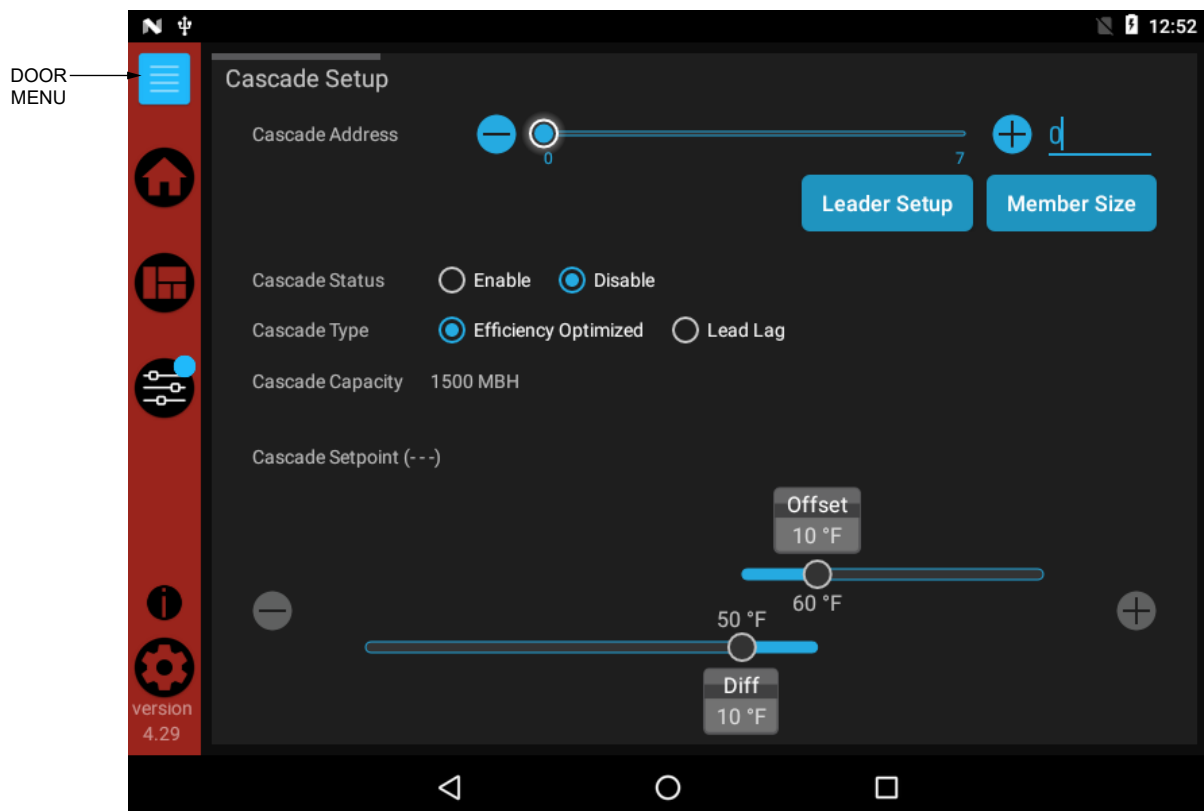 12:52
DOOR
MENU
Cascade Setup
Cascade Address
0
7
0
Leader Setup
Member Size
Cascade Status
Enable
Disable
Cascade Type
Efficiency Optimized
Lead Lag
Cascade Capacity
1500 MBH
Cascade Setpoint (---)
Offset
10 °F
60 °F
50 °F
Diff
10 °F
version
4.29